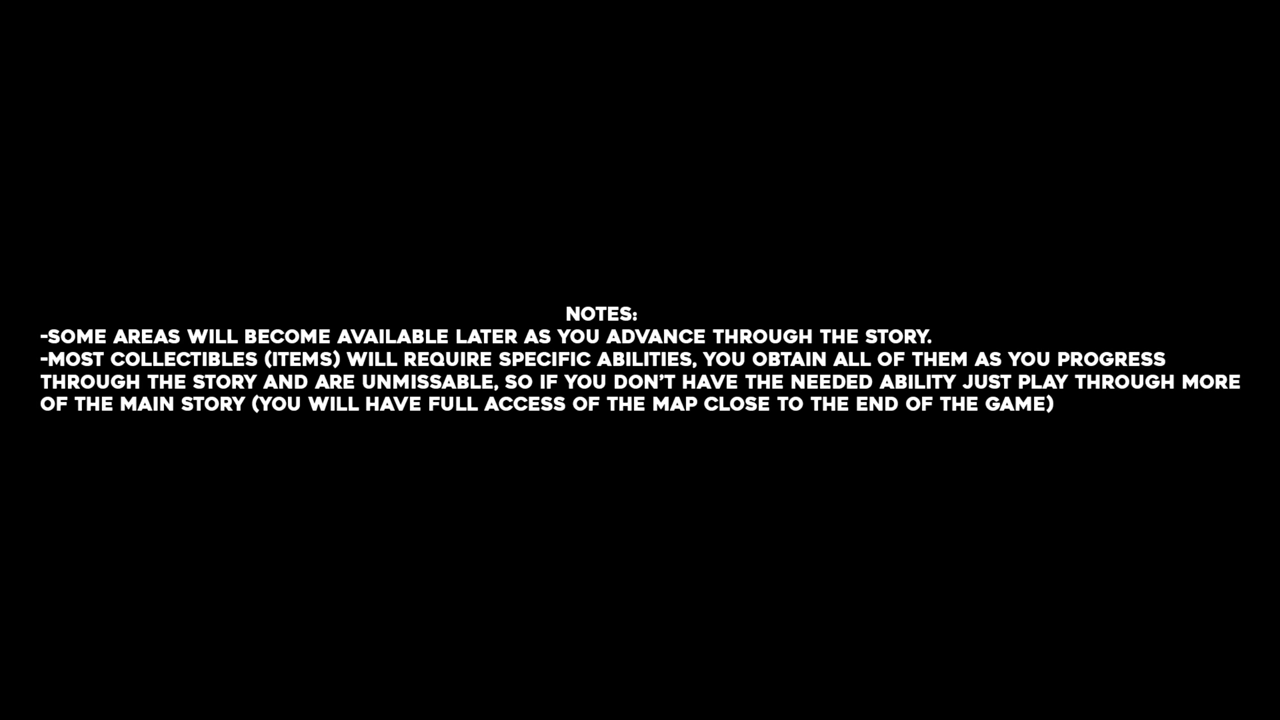 NOTES:
-SOME AREAS WILL BECOME AVAILABLE LATER AS YOU ADVANCE THROUGH THE STORY.
-MOST COLLECTIBLES (ITEMS) WILL REQUIRE SPECIFIC ABILITIES, YOU OBTAIN ALL OF THEM AS YOU PROGRESS
THROUGH THE STORY AND ARE UNMISSABLE, SO IF YOU DON’T HAVE THE NEEDED ABILITY JUST PLAY THROUGH MORE
OF THE MAIN STORY (YOU WILL HAVE FULL ACCESS OF THE MAP CLOSE TO THE END OF THE GAME)